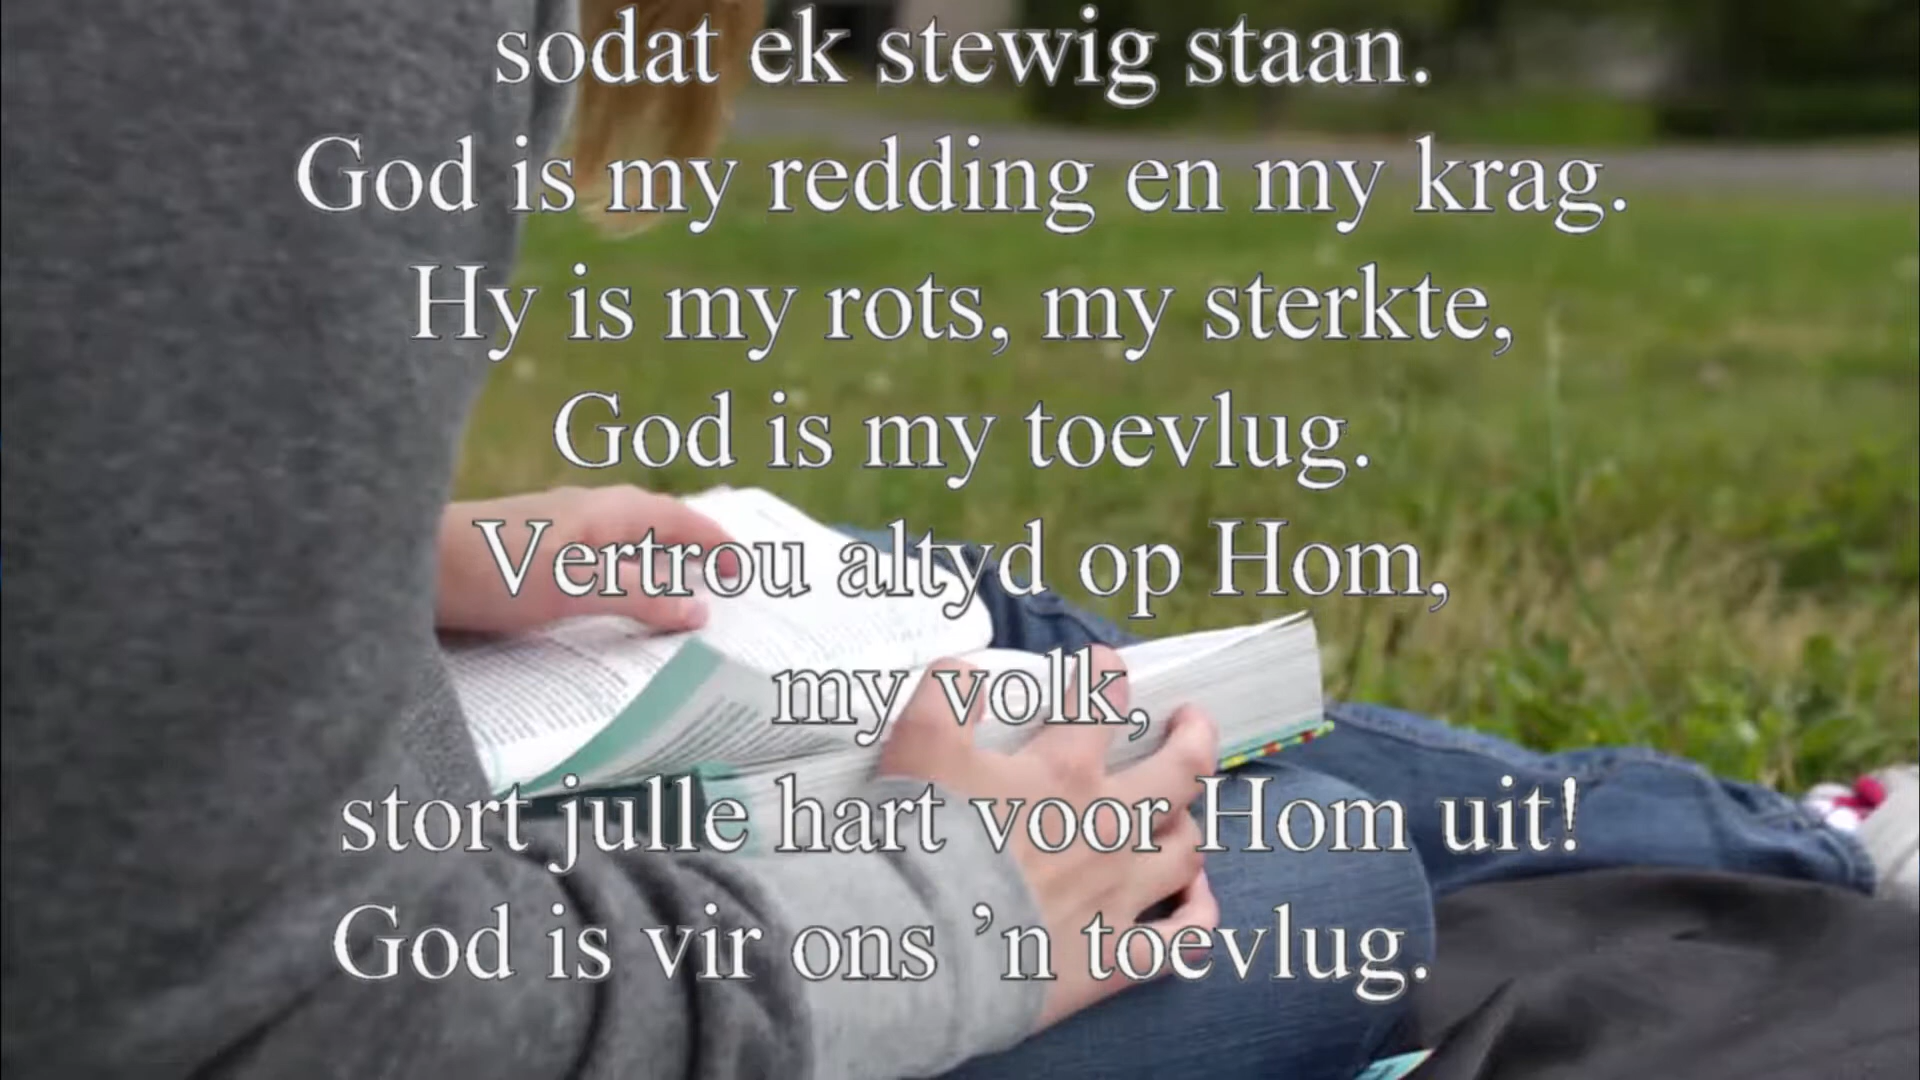 sodat ek stewig staan.
God is my redding en my krag.
Hy is my rots, my sterkte,
God is my toevlug.
Vertrou altyd op Hom,
my volk,
stort julle hart voor Hom uit!
God is vir ons ’n toevlug.